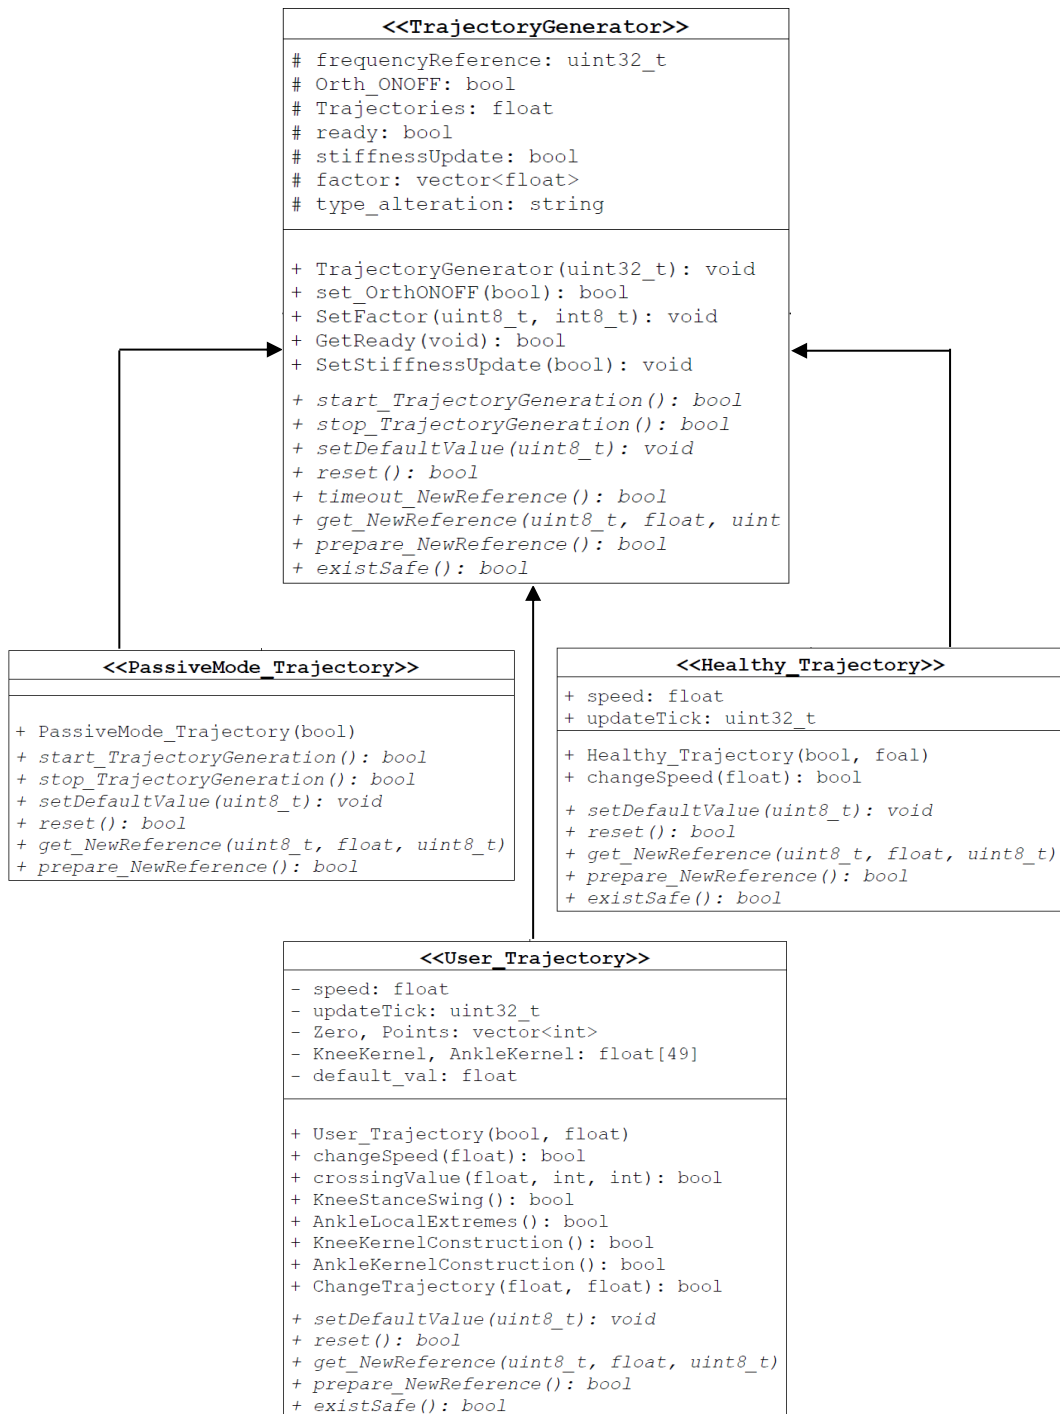 <<TrajectoryGenerator>>
# frequencyReference: uint32_t
# Orth_ONOFF: bool
# Trajectories: float
# ready: bool
# stiffnessUpdate: bool
# factor: vector<float>
# type_alteration: string
+ TrajectoryGenerator(uint32_t): void
+ set_OrthONOFF(bool): bool
+ SetFactor(uint8_t, int8_t): void
+ GetReady(void): bool
+ SetStiffnessUpdate(bool): void
+ start_TrajectoryGeneration(): bool
+ stop_TrajectoryGeneration(): bool
+ setDefaultValue(uint8_t): void
+ reset(): bool
+ timeout_NewReference(): bool
+ get_NewReference(uint8_t, float, uint
+ prepare_NewReference(): bool
+ existSafe(): bool
<<PassiveMode_Trajectory>>
+ PassiveMode_Trajectory(bool)
+ start_TrajectoryGeneration(): bool
+ stop_TrajectoryGeneration(): bool
+ setDefaultValue(uint8_t): void
+ reset(): bool
+ get_NewReference(uint8_t, float, uint8_t)
+ prepare_NewReference(): bool
<<Healthy_Trajectory>>
+ speed: float
+ updateTick: uint32_t
+ Healthy_Trajectory(bool, foal)
+ changeSpeed(float): bool
+ setDefaultValue(uint8_t): void
+ reset(): bool
+ get_NewReference(uint8_t, float, uint8_t)
+ prepare_NewReference(): bool
+ existSafe(): bool
<<User_Trajectory>>
- speed: float
- updateTick: uint32_t
- Zero, Points: vector<int>
- KneeKernel, AnkleKernel: float[49]
- default_val: float
+ User_Trajectory(bool, float)
+ changeSpeed(float): bool
+ crossingValue(float, int, int): bool
+ KneeStanceSwing(): bool
+ AnkleLocalExtremes(): bool
+ KneeKernelConstruction(): bool
+ AnkleKernelConstruction(): bool
+ ChangeTrajectory(float, float): bool
+ setDefaultValue(uint8_t): void
+ reset(): bool
+ get_NewReference(uint8_t, float, uint8_t)
+ prepare_NewReference(): bool
+ existSafe(): bool